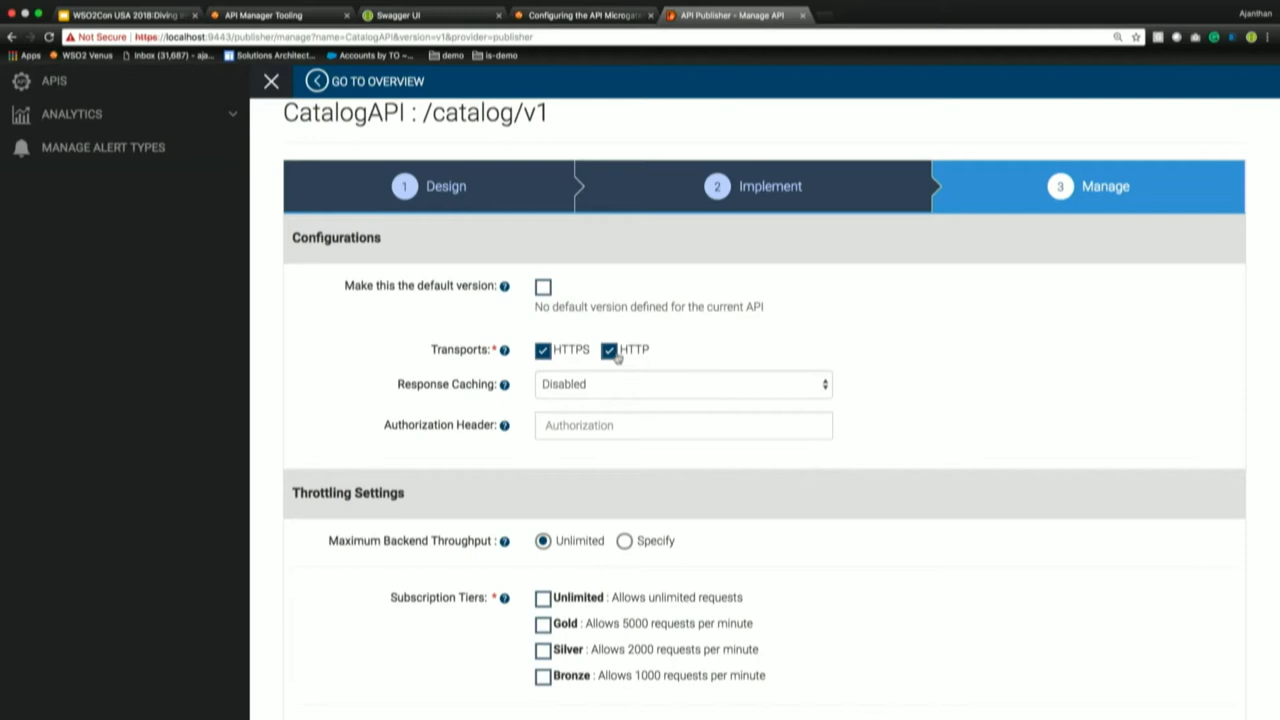 WSO2Con USA 2018:Diving
API Manager Tooling
Swagger UI
Configuring the API Microgate
API Publisher - Manage API
Ajanthan
Not Secure | https://localhost:9443/publisher/manage?name=CatalogAPI&version=v1&provider=publisher
Apps
WSO2 Venus
Inbox (31,687) - aja...
Solutions Architect...
Accounts by TO –...
demo
is-demo
APIS
ANALYTICS
MANAGE ALERT TYPES
GO TO OVERVIEW
CatalogAPI : /catalog/v1
1 Design
2 Implement
3 Manage
Configurations
Make this the default version:
No default version defined for the current API
Transports:* HTTPS HTTP
Response Caching: Disabled
Authorization Header: Authorization
Throttling Settings
Maximum Backend Throughput : Unlimited Specify
Subscription Tiers: * Unlimited : Allows unlimited requests
Gold : Allows 5000 requests per minute
Silver : Allows 2000 requests per minute
Bronze : Allows 1000 requests per minute